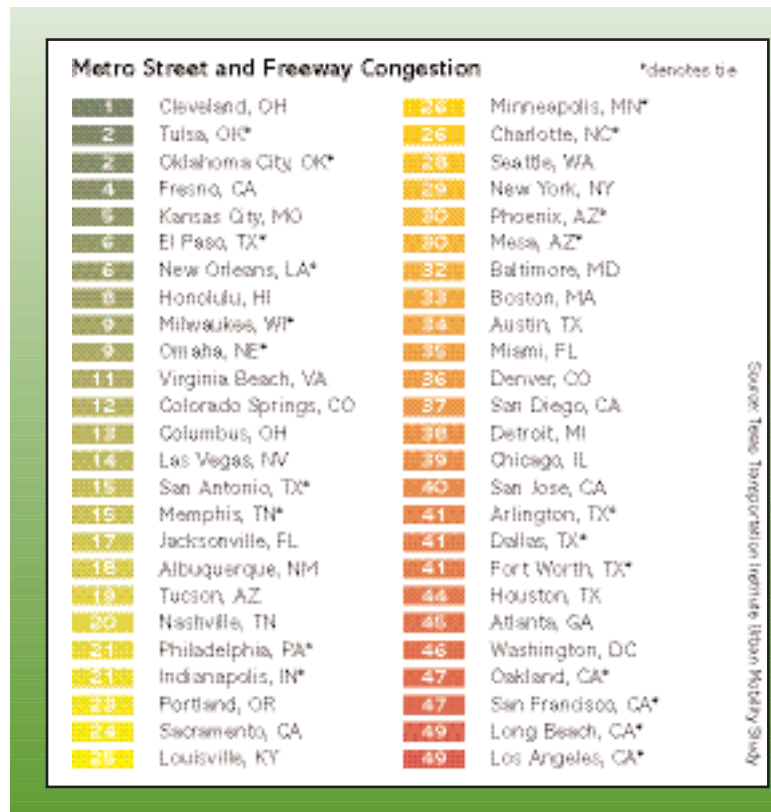 Metro Street and Freeway Congestion
*denotes tie
1 Cleveland, OH
2 Tulsa, OK*
2 Oklahoma City, OK*
4 Fresno, CA
5 Kansas City, MO
6 El Paso, TX*
6 New Orleans, LA*
8 Honolulu, HI
9 Milwaukee, WI*
9 Omaha, NE*
11 Virginia Beach, VA
12 Colorado Springs, CO
13 Columbus, OH
14 Las Vegas, NV
15 San Antonio, TX*
15 Memphis, TN*
17 Jacksonville, FL
18 Albuquerque, NM
19 Tucson, AZ
20 Nashville, TN
21 Philadelphia, PA*
21 Indianapolis, IN*
23 Portland, OR
24 Sacramento, CA
25 Louisville, KY
26 Minneapolis, MN*
26 Charlotte, NC*
28 Seattle, WA
29 New York, NY
30 Phoenix, AZ*
30 Mesa, AZ*
32 Baltimore, MD
33 Boston, MA
34 Austin, TX
35 Miami, FL
36 Denver, CO
37 San Diego, CA
38 Detroit, MI
39 Chicago, IL
40 San Jose, CA
41 Arlington, TX*
41 Dallas, TX*
41 Fort Worth, TX*
44 Houston, TX
45 Atlanta, GA
46 Washington, DC
47 Oakland, CA*
47 San Francisco, CA*
49 Long Beach, CA*
49 Los Angeles, CA*
Source: Texas Transportation Institute Urban Mobility Study